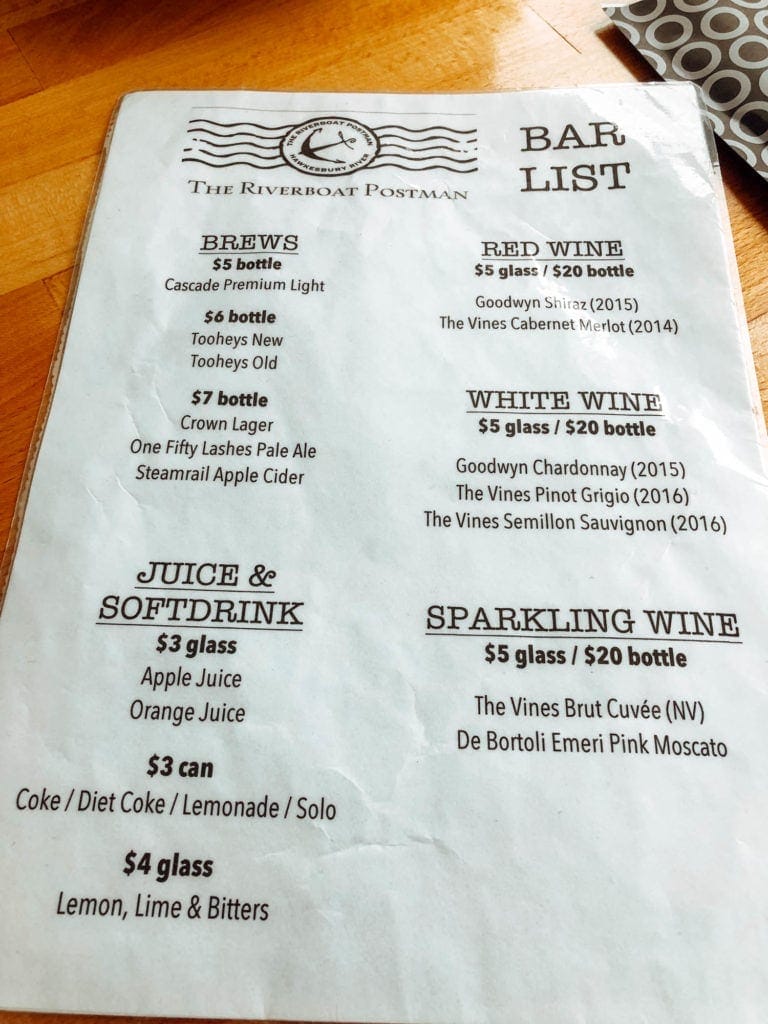 THE RIVERBOAT POSTMAN
HAWKESBURY RIVER
THE RIVERBOAT POSTMAN
BAR
LIST
BREWS
$5 bottle
Cascade Premium Light
$6 bottle
Tooheys New
Tooheys Old
$7 bottle
Crown Lager
One Fifty Lashes Pale Ale
Steamrail Apple Cider
JUICE &
SOFTDRINK
$3 glass
Apple Juice
Orange Juice
$3 can
Coke / Diet Coke / Lemonade / Solo
$4 glass
Lemon, Lime & Bitters
RED WINE
$5 glass / $20 bottle
Goodwyn Shiraz (2015)
The Vines Cabernet Merlot (2014)
WHITE WINE
$5 glass / $20 bottle
Goodwyn Chardonnay (2015)
The Vines Pinot Grigio (2016)
The Vines Semillon Sauvignon (2016)
SPARKLING WINE
$5 glass / $20 bottle
The Vines Brut Cuvée (NV)
De Bortoli Emeri Pink Moscato